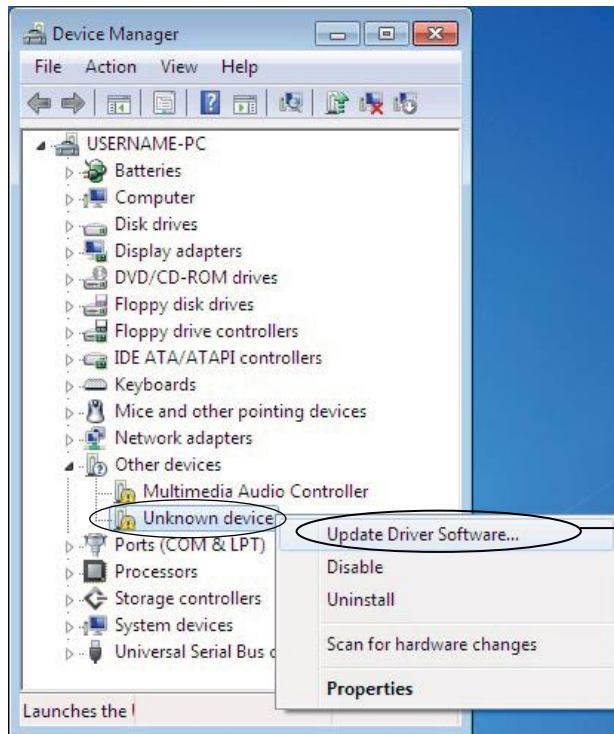 Device Manager
File Action View Help
USERNAME-PC
Batteries
Computer
Disk drives
Display adapters
DVD/CD-ROM drives
Floppy disk drives
Floppy drive controllers
IDE ATA/ATAPI controllers
Keyboards
Mice and other pointing devices
Network adapters
Other devices
Multimedia Audio Controller
Unknown device
Ports (COM & LPT)
Processors
Storage controllers
System devices
Universal Serial Bus c
Update Driver Software...
Disable
Uninstall
Scan for hardware changes
Properties
Launches the